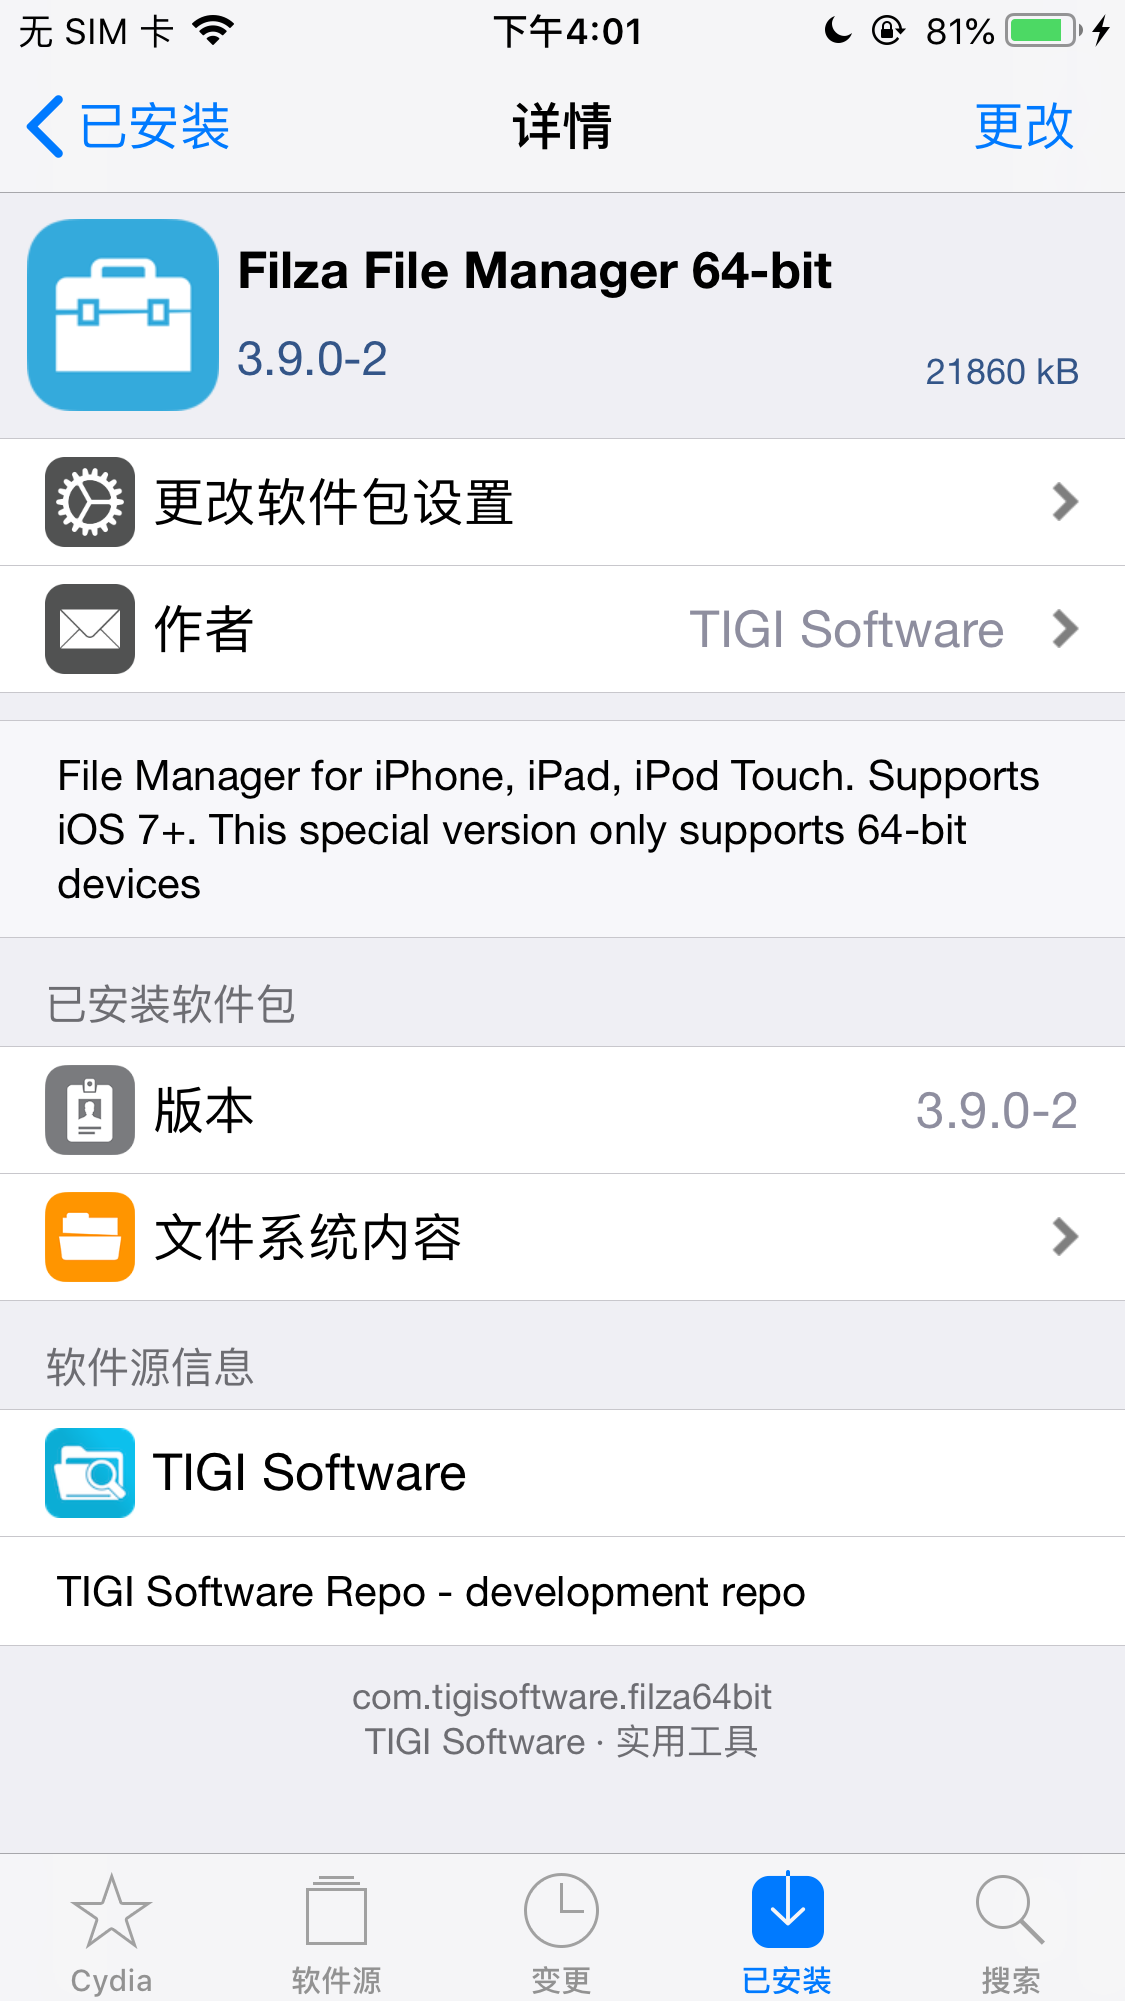 无 SIM 卡
下午4:01
81%
已安装
详情
更改
Filza File Manager 64-bit
3.9.0-2
21860 kB
更改软件包设置
作者
TIGI Software
File Manager for iPhone, iPad, iPod Touch. Supports
iOS 7+. This special version only supports 64-bit
devices
已安装软件包
版本
3.9.0-2
文件系统内容
软件源信息
TIGI Software
TIGI Software Repo - development repo
com.tigisoftware.filza64bit
TIGI Software · 实用工具
Cydia
软件源
变更
已安装
搜索